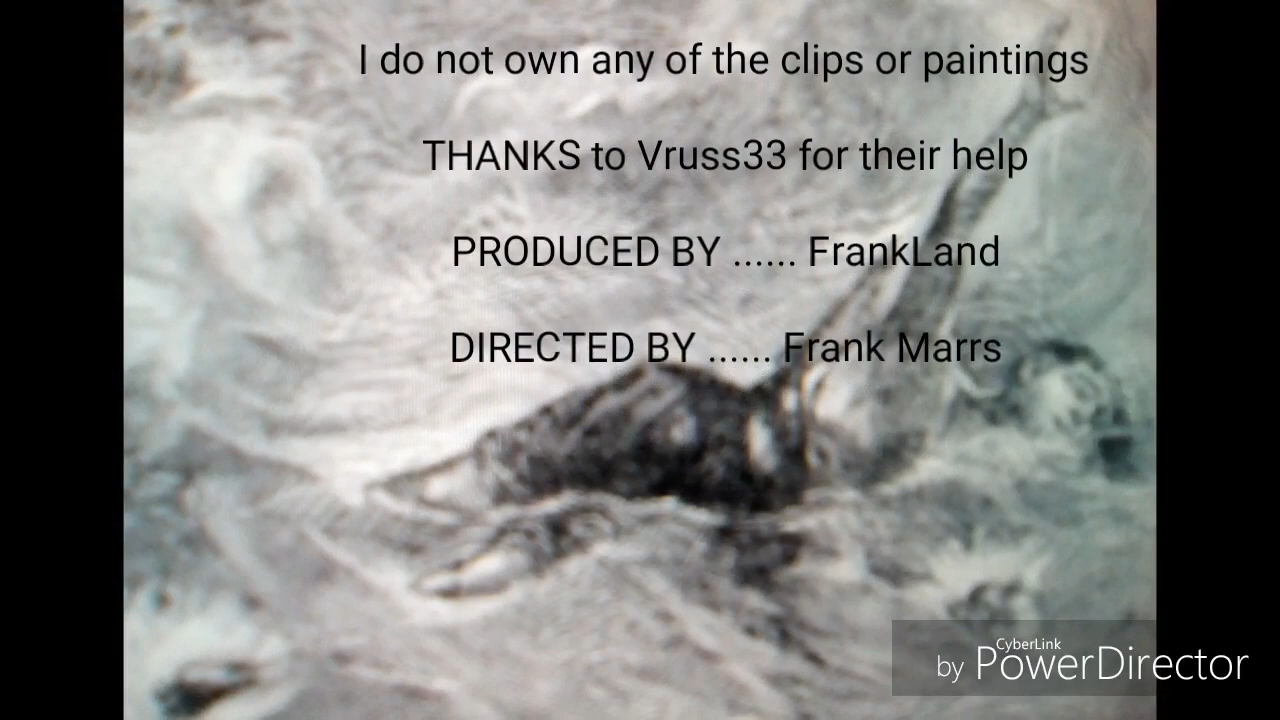 I do not own any of the clips or paintings
THANKS to Vruss33 for their help
PRODUCED BY ...... FrankLand
DIRECTED BY ...... Frank Marrs
CyberLink
by PowerDirector